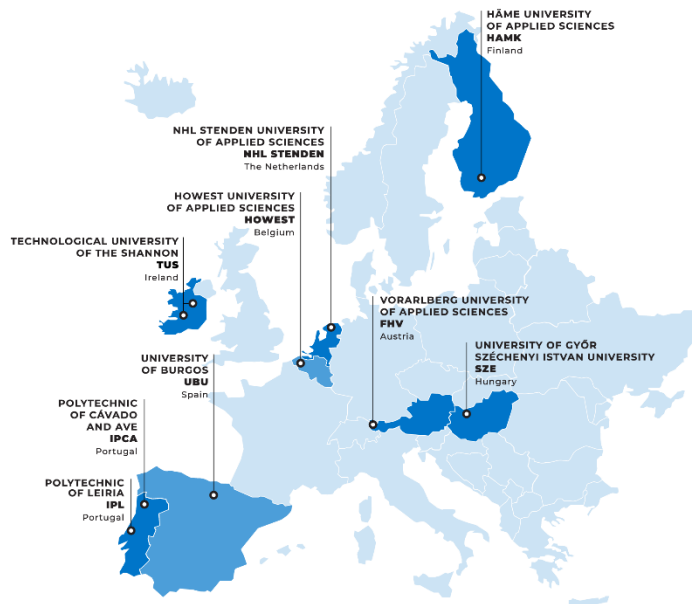 HÄME UNIVERSITY
OF APPLIED SCIENCES
HAMK
Finland
NHL STENDEN UNIVERSITY
OF APPLIED SCIENCES
NHL STENDEN
The Netherlands
HOWEST UNIVERSITY
OF APPLIED SCIENCES
HOWEST
Belgium
TECHNOLOGICAL UNIVERSITY
OF THE SHANNON
TUS
Ireland
VORARLBERG UNIVERSITY
OF APPLIED SCIENCES
FHV
Austria
UNIVERSITY OF GYŐR
SZÉCHENYI ISTVAN UNIVERSITY
SZE
Hungary
UNIVERSITY
OF BURGOS
UBU
Spain
POLYTECHNIC
OF CÁVADO
AND AVE
IPCA
Portugal
POLYTECHNIC
OF LEIRIA
IPL
Portugal